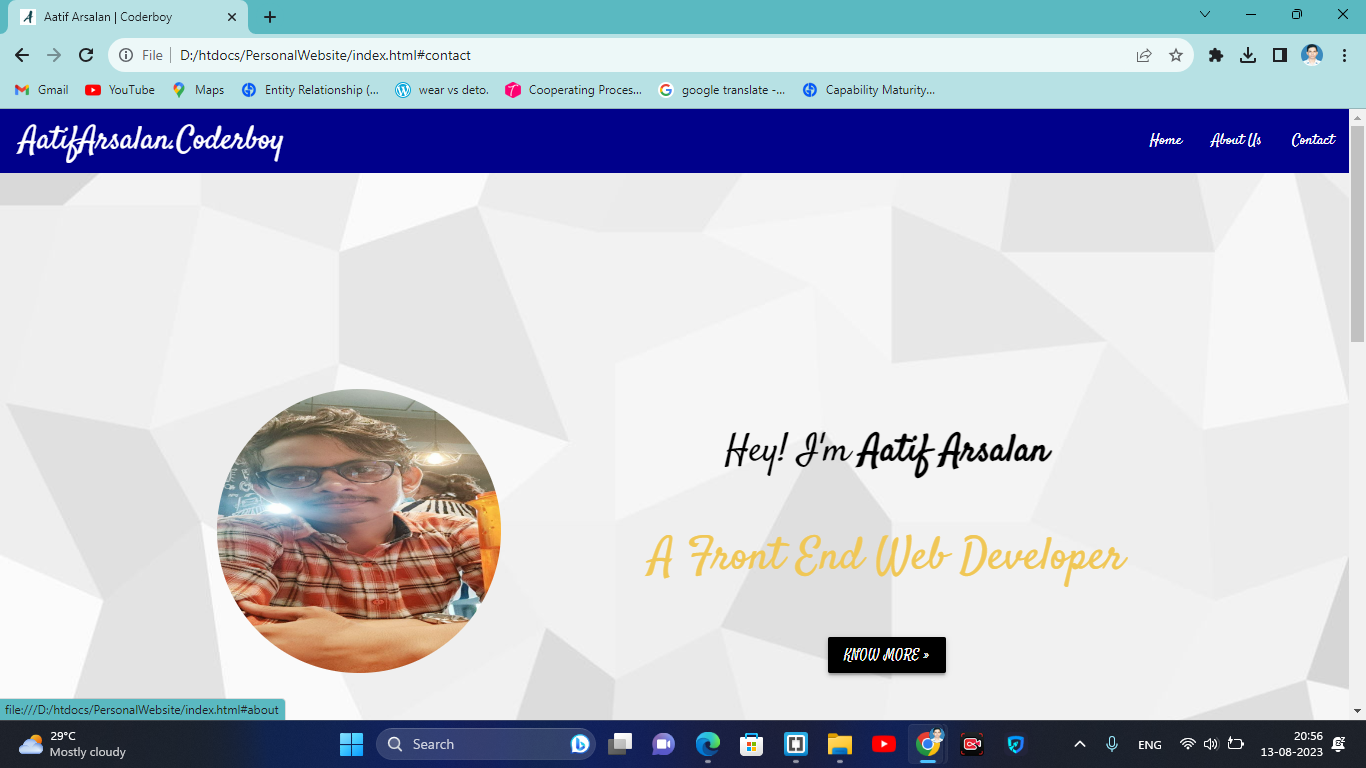 Aatif Arsalan | Coderboy
File | D:/htdocs/PersonalWebsite/index.html#contact
Gmail YouTube Maps Entity Relationship (... wear vs deto. Cooperating Proces... google translate -... Capability Maturity...
AatifArsalan.Coderboy Home About Us Contact
Hey! I'm Aatif Arsalan
A Front End Web Developer
KNOW MORE »
file:///D:/htdocs/PersonalWebsite/index.html#about
29°C
Mostly cloudy
Search
ENG
20:56
13-08-2023